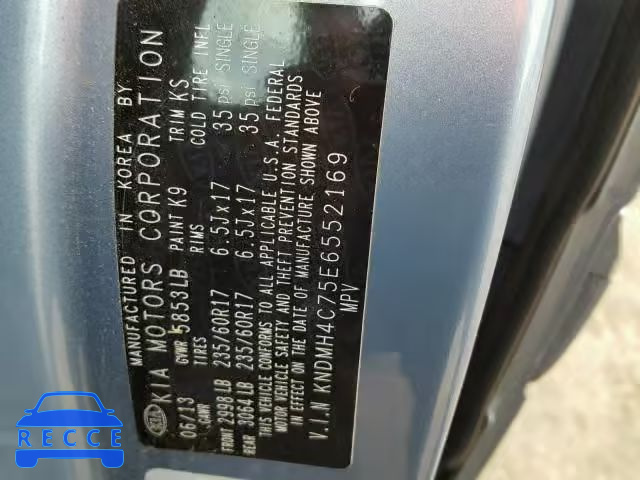 MANUFACTURED IN KOREA BY
KIA MOTORS CORPORATION
06/13 GVWR 5853LB PAINT K9 TRIM KS
GAWR TIRES RIMS COLD TIRE INFL
FRONT 2998 LB 235/60R17 6.5Jx17 35 psi SINGLE
REAR 3064 LB 235/60R17 6.5Jx17 35 psi SINGLE
THIS VEHICLE CONFORMS TO ALL APPLICABLE U.S.A. FEDERAL
MOTOR VEHICLE SAFETY AND THEFT PREVENTION STANDARDS
IN EFFECT ON THE DATE OF MANUFACTURE SHOWN ABOVE
V.I.N KNDMH4C75E6552169
MPV
RECCE